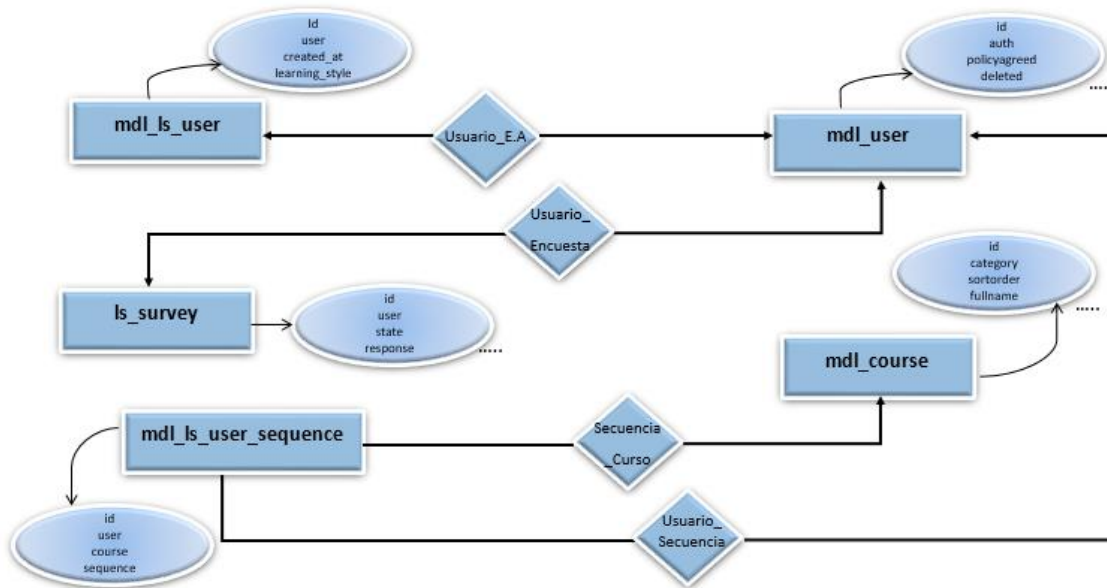 Id
user
created_at
learning_style
id
auth
policyagreed
deleted
.....
mdl_ls_user
Usuario_E.A
mdl_user
Usuario_
Encuesta
id
category
sortorder
fullname
.....
ls_survey
id
user
state
response
.....
mdl_course
mdl_ls_user_sequence
Secuencia
_Curso
id
user
course
sequence
Usuario_
Secuencia